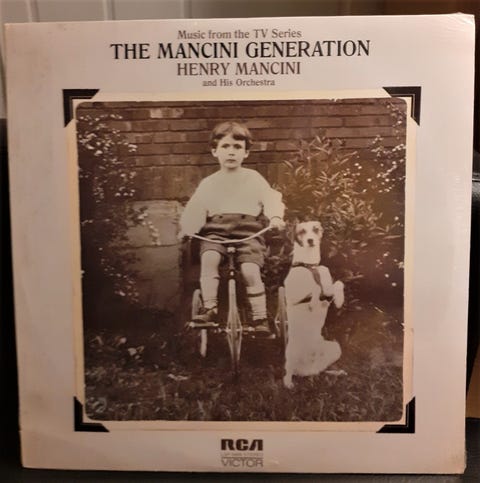 Music from the TV Series
THE MANCINI GENERATION
HENRY MANCINI
and His Orchestra
RCA
VICTOR